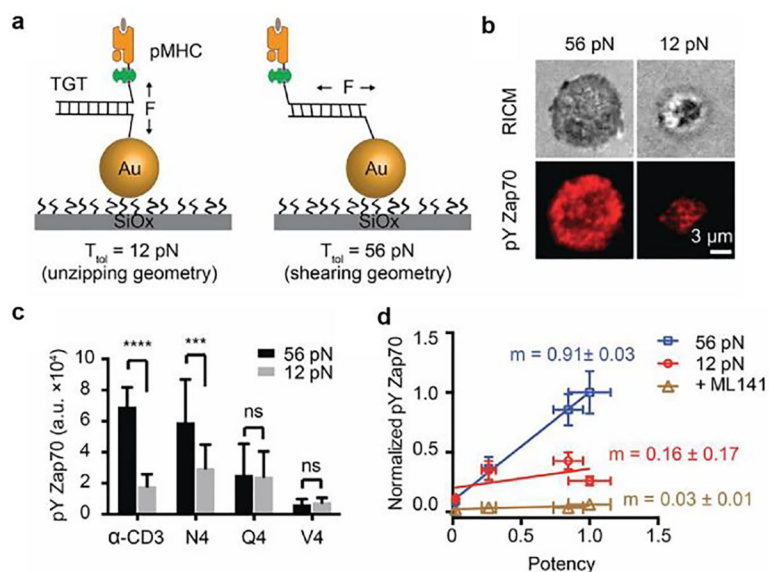 a
pMHC
TGT
F
F
Au
Au
SiOx
SiOx
T_tol = 12 pN
(unzipping geometry)
T_tol = 56 pN
(shearing geometry)
b
56 pN
12 pN
RICM
pY Zap70
3 μm
c
****
***
56 pN
12 pN
ns
ns
pY Zap70 (a.u. ×10⁴)
10
8
6
4
2
0
α-CD3
N4
Q4
V4
d
Normalized pY Zap70
1.5
1.0
0.5
0.0
m = 0.91± 0.03
56 pN
12 pN
+ ML141
m = 0.16 ± 0.17
m = 0.03 ± 0.01
0
0.5
1.0
1.5
Potency